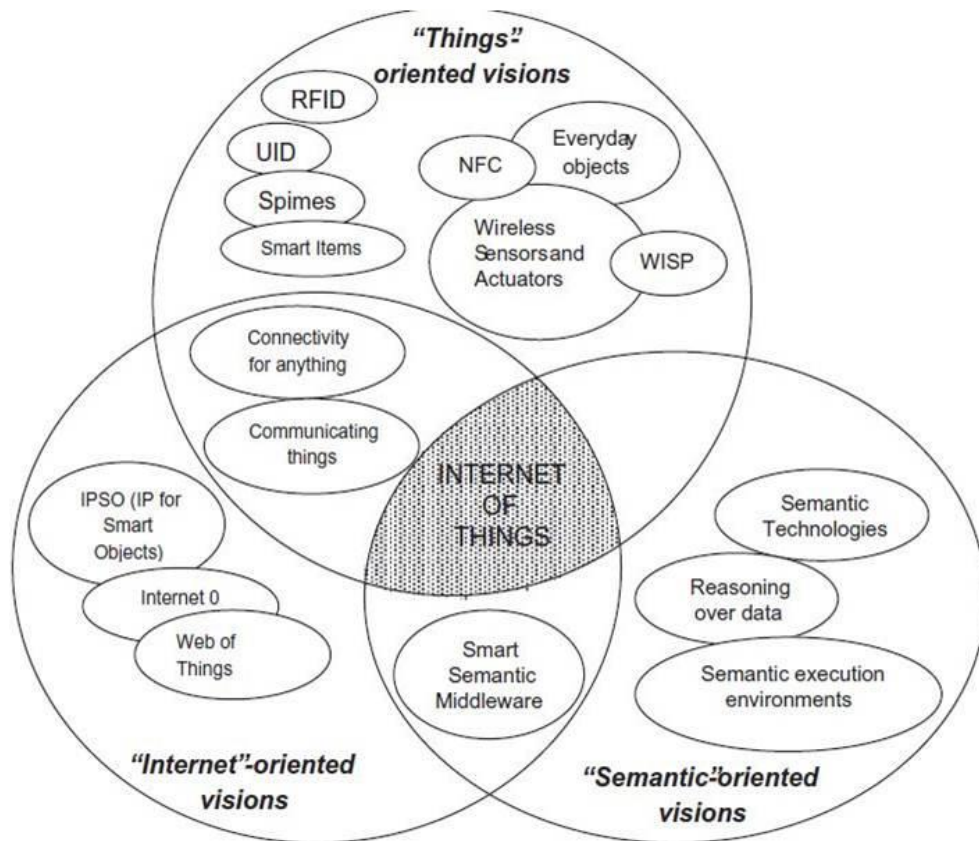 “Things”-
oriented visions
RFID
UID
Spimes
Smart Items
NFC
Everyday
objects
Wireless
Sensors and
Actuators
WISP
Connectivity
for anything
Communicating
things
INTERNET
OF
THINGS
IPSO (IP for
Smart
Objects)
Internet 0
Web of
Things
Smart
Semantic
Middleware
Semantic
Technologies
Reasoning
over data
Semantic execution
environments
“Internet”-oriented
visions
“Semantic”-oriented
visions